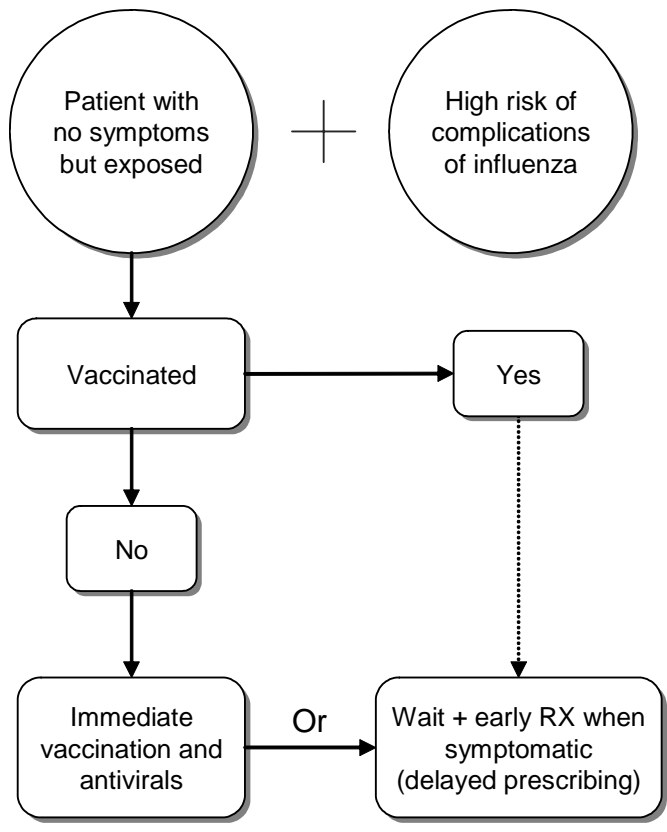 Patient with
no symptoms
but exposed
High risk of
complications
of influenza
Vaccinated
Yes
No
Immediate
vaccination and
antivirals
Or
Wait + early RX when
symptomatic
(delayed prescribing)